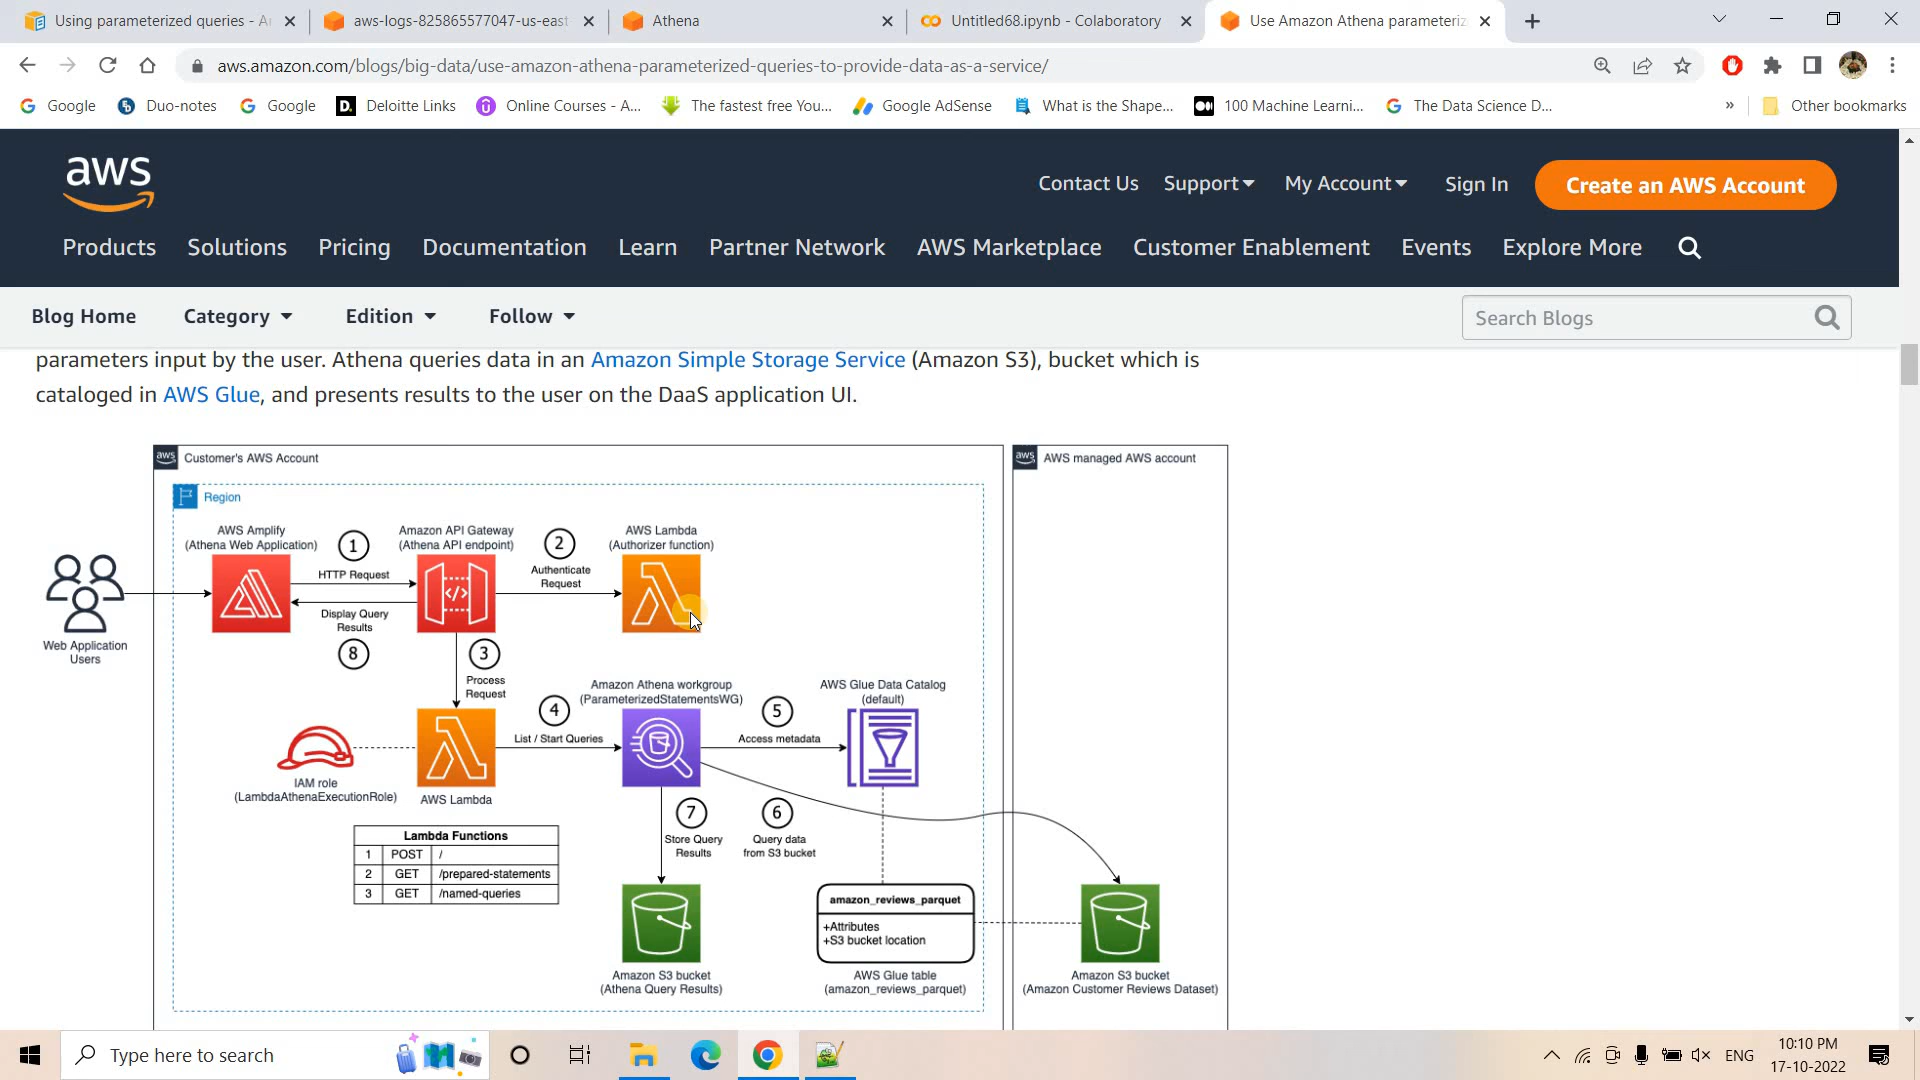 Using parameterized queries - A
aws-logs-825865577047-us-east
Athena
Untitled68.ipynb - Colaboratory
Use Amazon Athena parameteriz
aws.amazon.com/blogs/big-data/use-amazon-athena-parameterized-queries-to-provide-data-as-a-service/
Google
Duo-notes
Google
Deloitte Links
Online Courses - A...
The fastest free You...
Google AdSense
What is the Shape...
100 Machine Learni...
The Data Science D...
»
Other bookmarks
aws
Contact Us
Support
My Account
Sign In
Create an AWS Account
Products
Solutions
Pricing
Documentation
Learn
Partner Network
AWS Marketplace
Customer Enablement
Events
Explore More
Blog Home
Category
Edition
Follow
Search Blogs
parameters input by the user. Athena queries data in an Amazon Simple Storage Service (Amazon S3), bucket which is
cataloged in AWS Glue, and presents results to the user on the DaaS application UI.
aws
Customer's AWS Account
aws
AWS managed AWS account
Region
AWS Amplify
(Athena Web Application)
1
HTTP Request
Amazon API Gateway
(Athena API endpoint)
2
Authenticate
Request
AWS Lambda
(Authorizer function)
Display Query
Results
8
Web Application
Users
3
Process
Request
4
List / Start Queries
Amazon Athena workgroup
(ParameterizedStatementsWG)
5
Access metadata
AWS Glue Data Catalog
(default)
IAM role
(LambdaAthenaExecutionRole)
AWS Lambda
7
Store Query
Results
6
Query data
from S3 bucket
Lambda Functions
1 POST /
2 GET /prepared-statements
3 GET /named-queries
amazon_reviews_parquet
+Attributes
+S3 bucket location
Amazon S3 bucket
(Athena Query Results)
AWS Glue table
(amazon_reviews_parquet)
Amazon S3 bucket
(Amazon Customer Reviews Dataset)
Type here to search
ENG
10:10 PM
17-10-2022